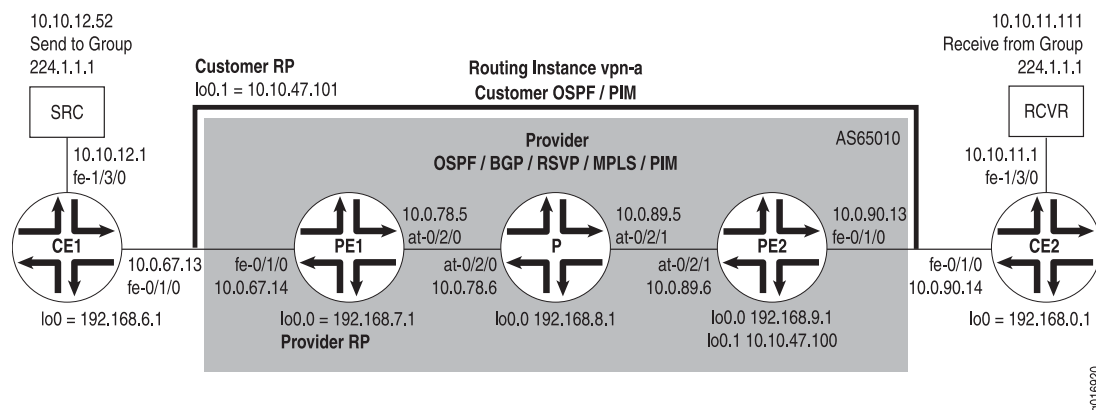 10.10.12.52
Send to Group
224.1.1.1
SRC
10.10.12.1
fe-1/3/0
Customer RP
lo0.1 = 10.10.47.101
Routing Instance vpn-a
Customer OSPF / PIM
10.10.11.111
Receive from Group
224.1.1.1
RCVR
10.10.11.1
fe-1/3/0
Provider
OSPF / BGP / RSVP / MPLS / PIM
AS65010
CE1
10.0.67.13
fe-0/1/0
lo0 = 192.168.6.1
fe-0/1/0
10.0.67.14
PE1
10.0.78.5
at-0/2/0
lo0.0 = 192.168.7.1
Provider RP
at-0/2/0
10.0.78.6
P
10.0.89.5
at-0/2/1
lo0.0 192.168.8.1
at-0/2/1
10.0.89.6
PE2
10.0.90.13
fe-0/1/0
lo0.0 192.168.9.1
lo0.1 10.10.47.100
fe-0/1/0
10.0.90.14
CE2
lo0 = 192.168.0.1
g016920